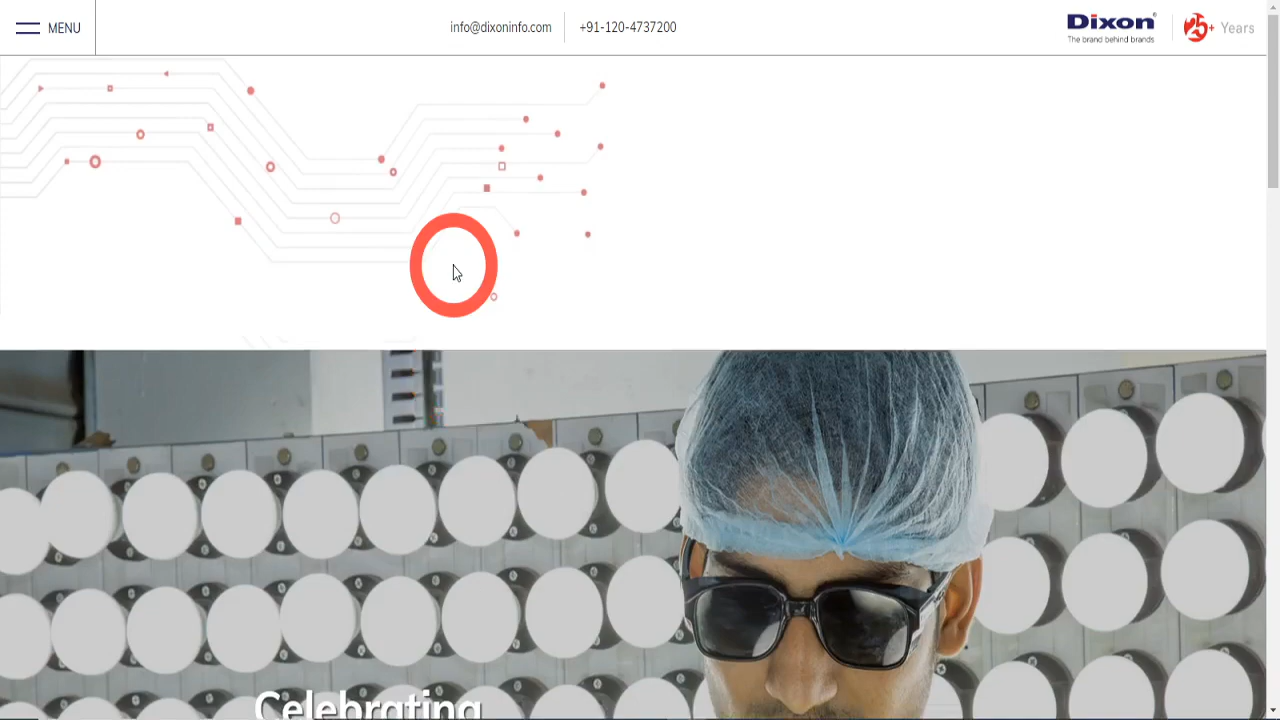 MENU
info@dixoninfo.com
+91-120-4737200
Dixon®
The brand behind brands
25+ Years
Celebrating